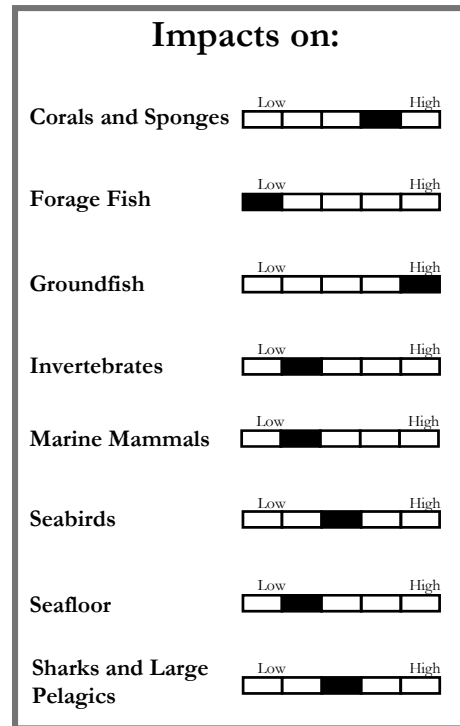 Impacts on:
Low High
Corals and Sponges
Low High
Forage Fish
Low High
Groundfish
Low High
Invertebrates
Low High
Marine Mammals
Low High
Seabirds
Low High
Seafloor
Low High
Sharks and Large
Pelagics